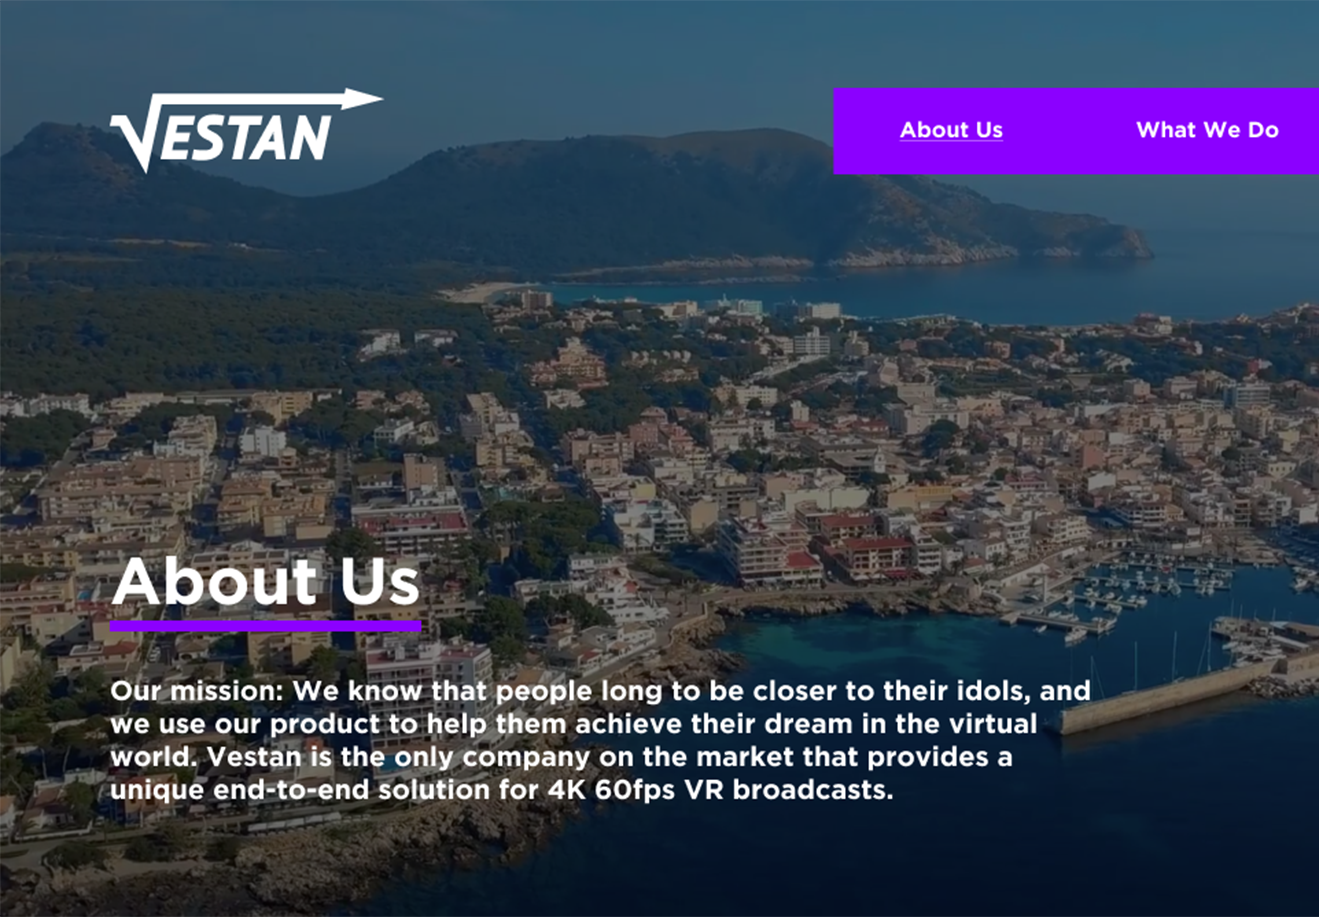 VESTAN
About Us
What We Do
About Us
Our mission: We know that people long to be closer to their idols, and
we use our product to help them achieve their dream in the virtual
world. Vestan is the only company on the market that provides a
unique end-to-end solution for 4K 60fps VR broadcasts.